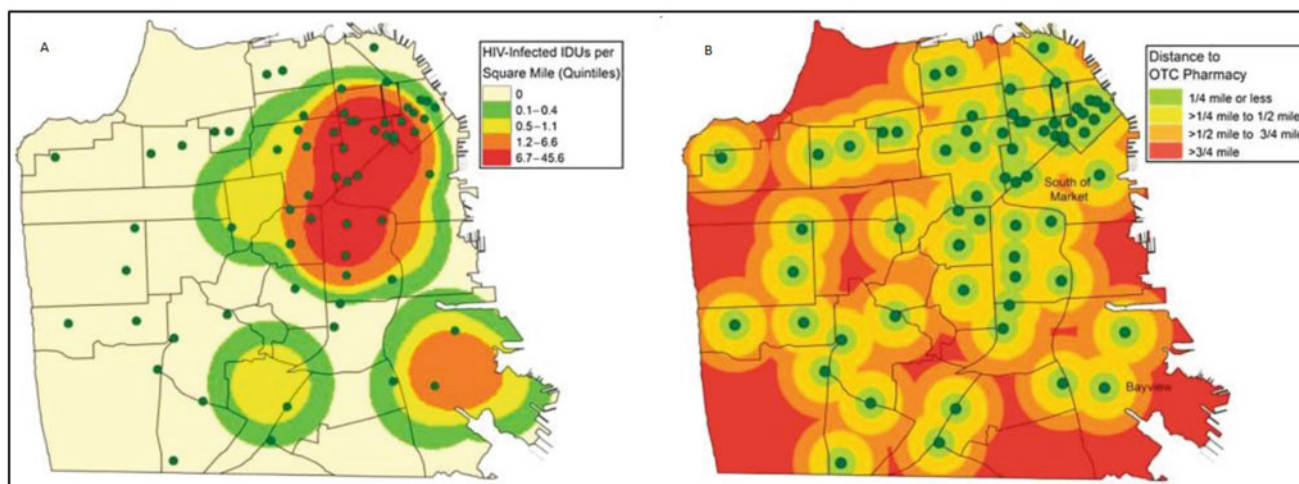 A
HIV-Infected IDUs per
Square Mile (Quintiles)
0
0.1–0.4
0.5–1.1
1.2–6.6
6.7–45.6
B
Distance to
OTC Pharmacy
1/4 mile or less
>1/4 mile to 1/2 mile
>1/2 mile to 3/4 mile
>3/4 mile
South of
Market
Bayview